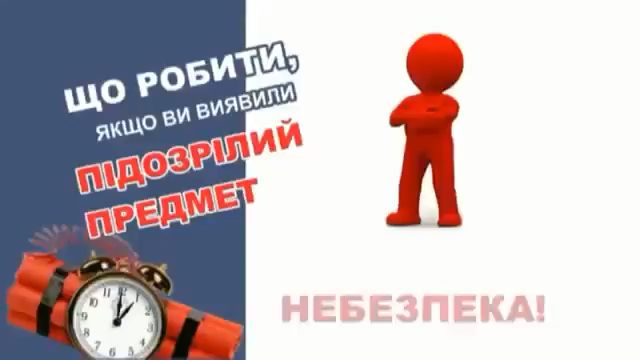 ЩО РОБИТИ,
ЯКЩО ВИ ВИЯВИЛИ
ПІДОЗРІЛИЙ
ПРЕДМЕТ
НЕБЕЗПЕКА!